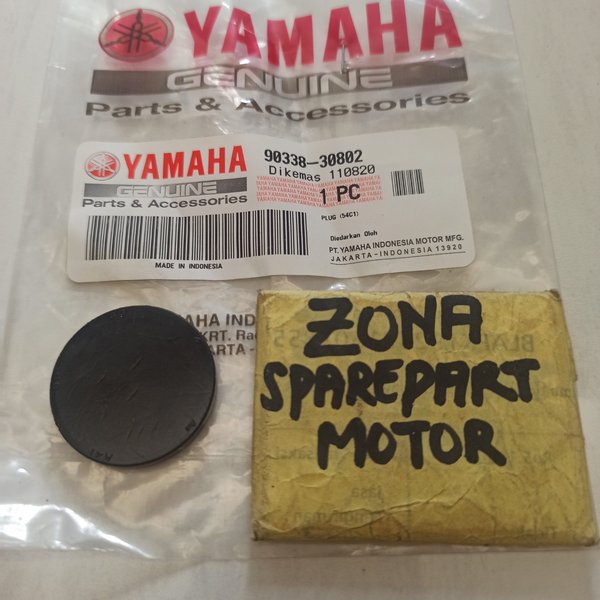 YAMAHA
GENUINE
Parts & Accessories
YAMAHA
GENUINE
Parts & Accessories
90338-30802
Dikemas 110820
1 PC
PLUG (54C1)
Diedarkan Oleh
PT. YAMAHA INDONESIA MOTOR MFG.
JAKARTA-INDONESIA 13920
MADE IN INDONESIA
ZONA
SPAREPART
MOTOR